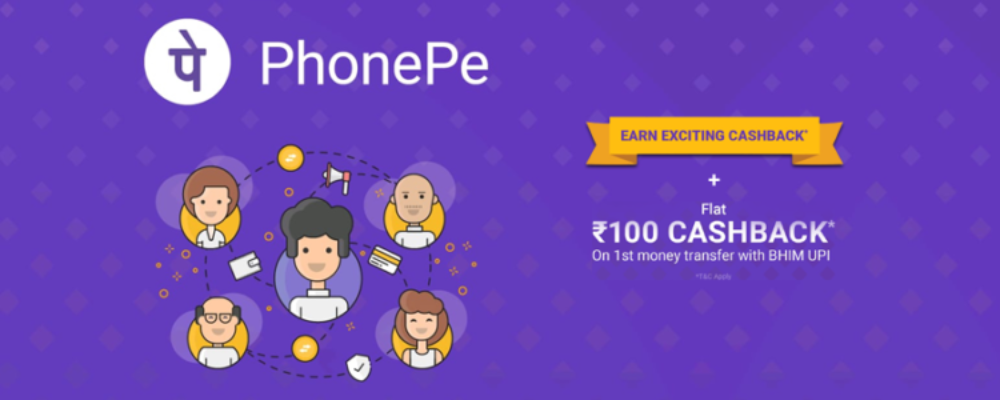 पे PhonePe
EARN EXCITING CASHBACK*
+
Flat
₹100 CASHBACK*
On 1st money transfer with BHIM UPI
*T&C Apply